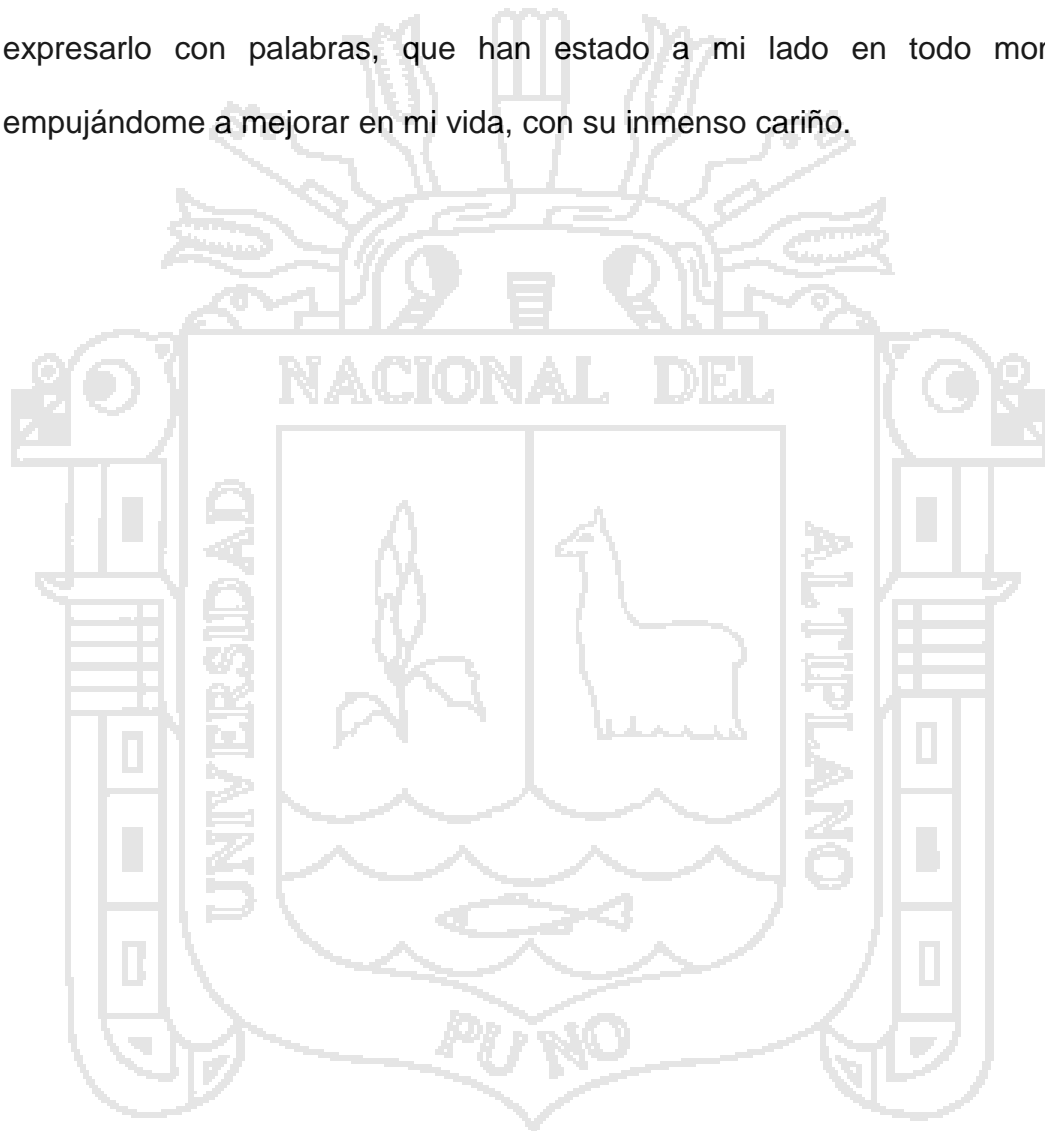 expresarlo con palabras, que han estado a mi lado en todo mo
empujándome a mejorar en mi vida, con su inmenso cariño.
NACIONAL DEL
UNIVERSIDAD
ALTIPLANO
PUNO